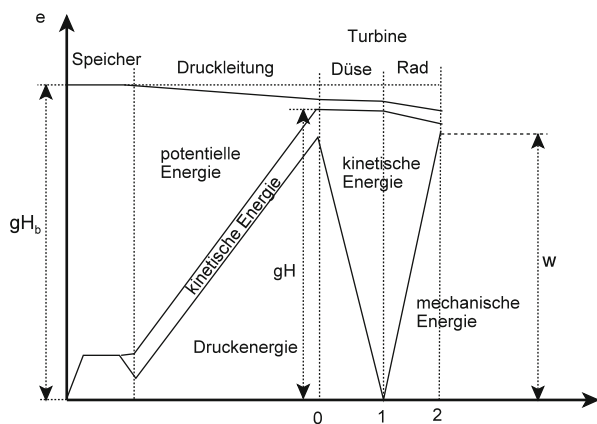 e
Turbine
Speicher
Druckleitung
Düse
Rad
potentielle
Energie
kinetische
Energie
kinetische Energie
gH_b
gH
w
mechanische
Energie
Druckenergie
0
1
2